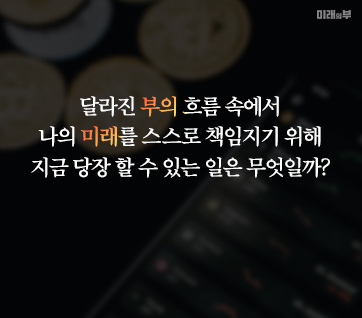 미래의부
달라진 부의 흐름 속에서
나의 미래를 스스로 책임지기 위해
지금 당장 할 수 있는 일은 무엇일까?